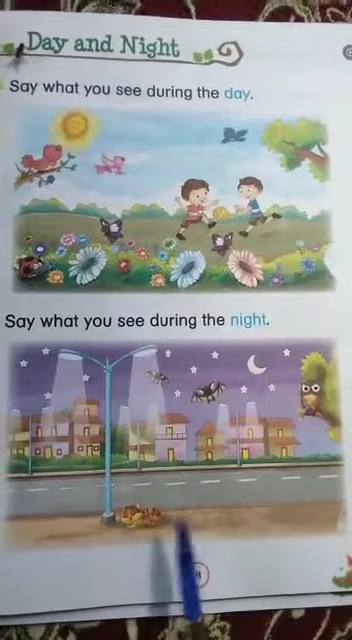 Day and Night
Say what you see during the day.
Say what you see during the night.